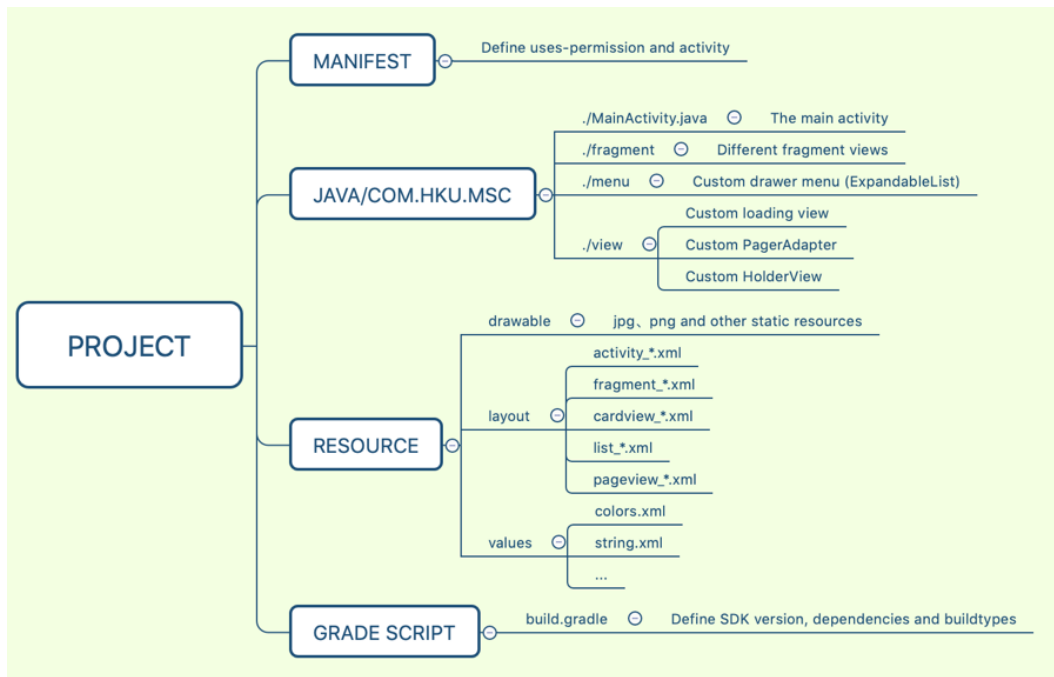 PROJECT
MANIFEST
Define uses-permission and activity
JAVA/COM.HKU.MSC
./MainActivity.java
The main activity
./fragment
Different fragment views
./menu
Custom drawer menu (ExpandableList)
./view
Custom loading view
Custom PagerAdapter
Custom HolderView
RESOURCE
drawable
jpg、png and other static resources
layout
activity_*.xml
fragment_*.xml
cardview_*.xml
list_*.xml
pageview_*.xml
values
colors.xml
string.xml
...
GRADE SCRIPT
build.gradle
Define SDK version, dependencies and buildtypes